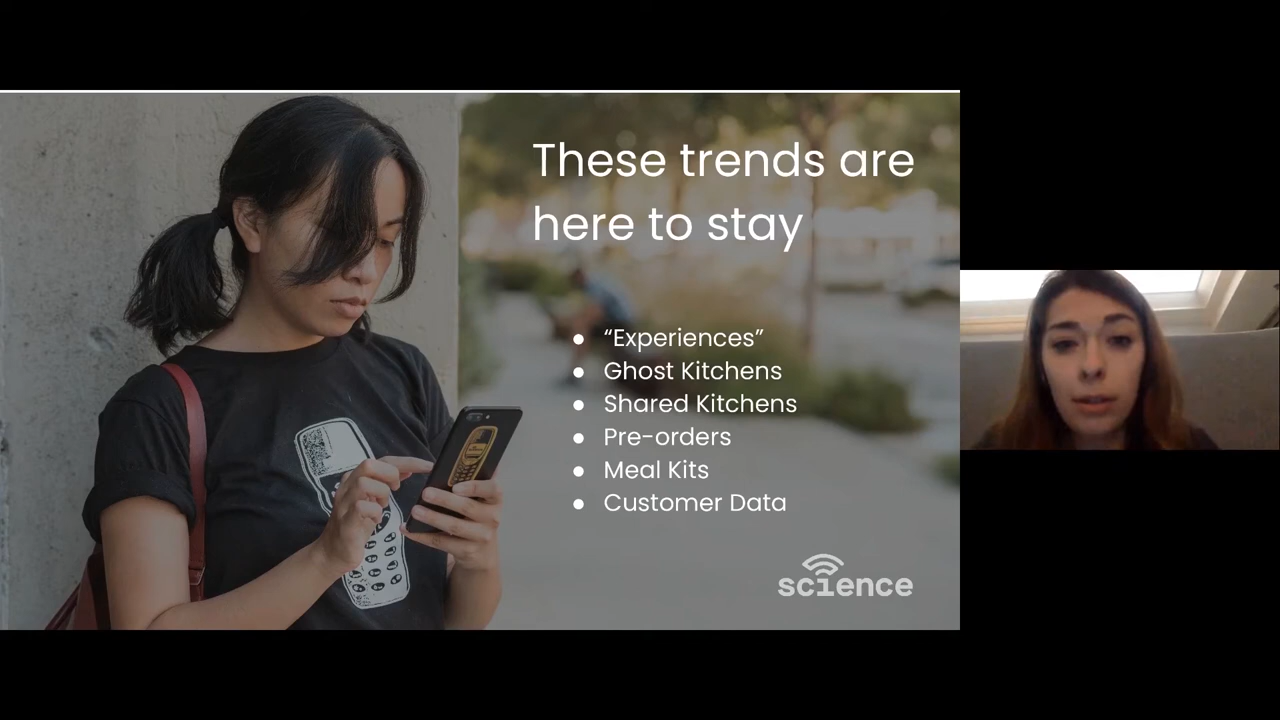 These trends are
here to stay
● “Experiences”
● Ghost Kitchens
● Shared Kitchens
● Pre-orders
● Meal Kits
● Customer Data
science